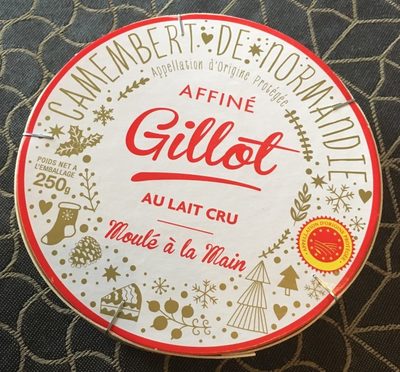 CAMEMBERT DE NORMANDIE
Appellation d'Origine Protégée
AFFINÉ
Gillot
POIDS NET A
L'EMBALLAGE
250g
AU LAIT CRU
Moulé à la Main